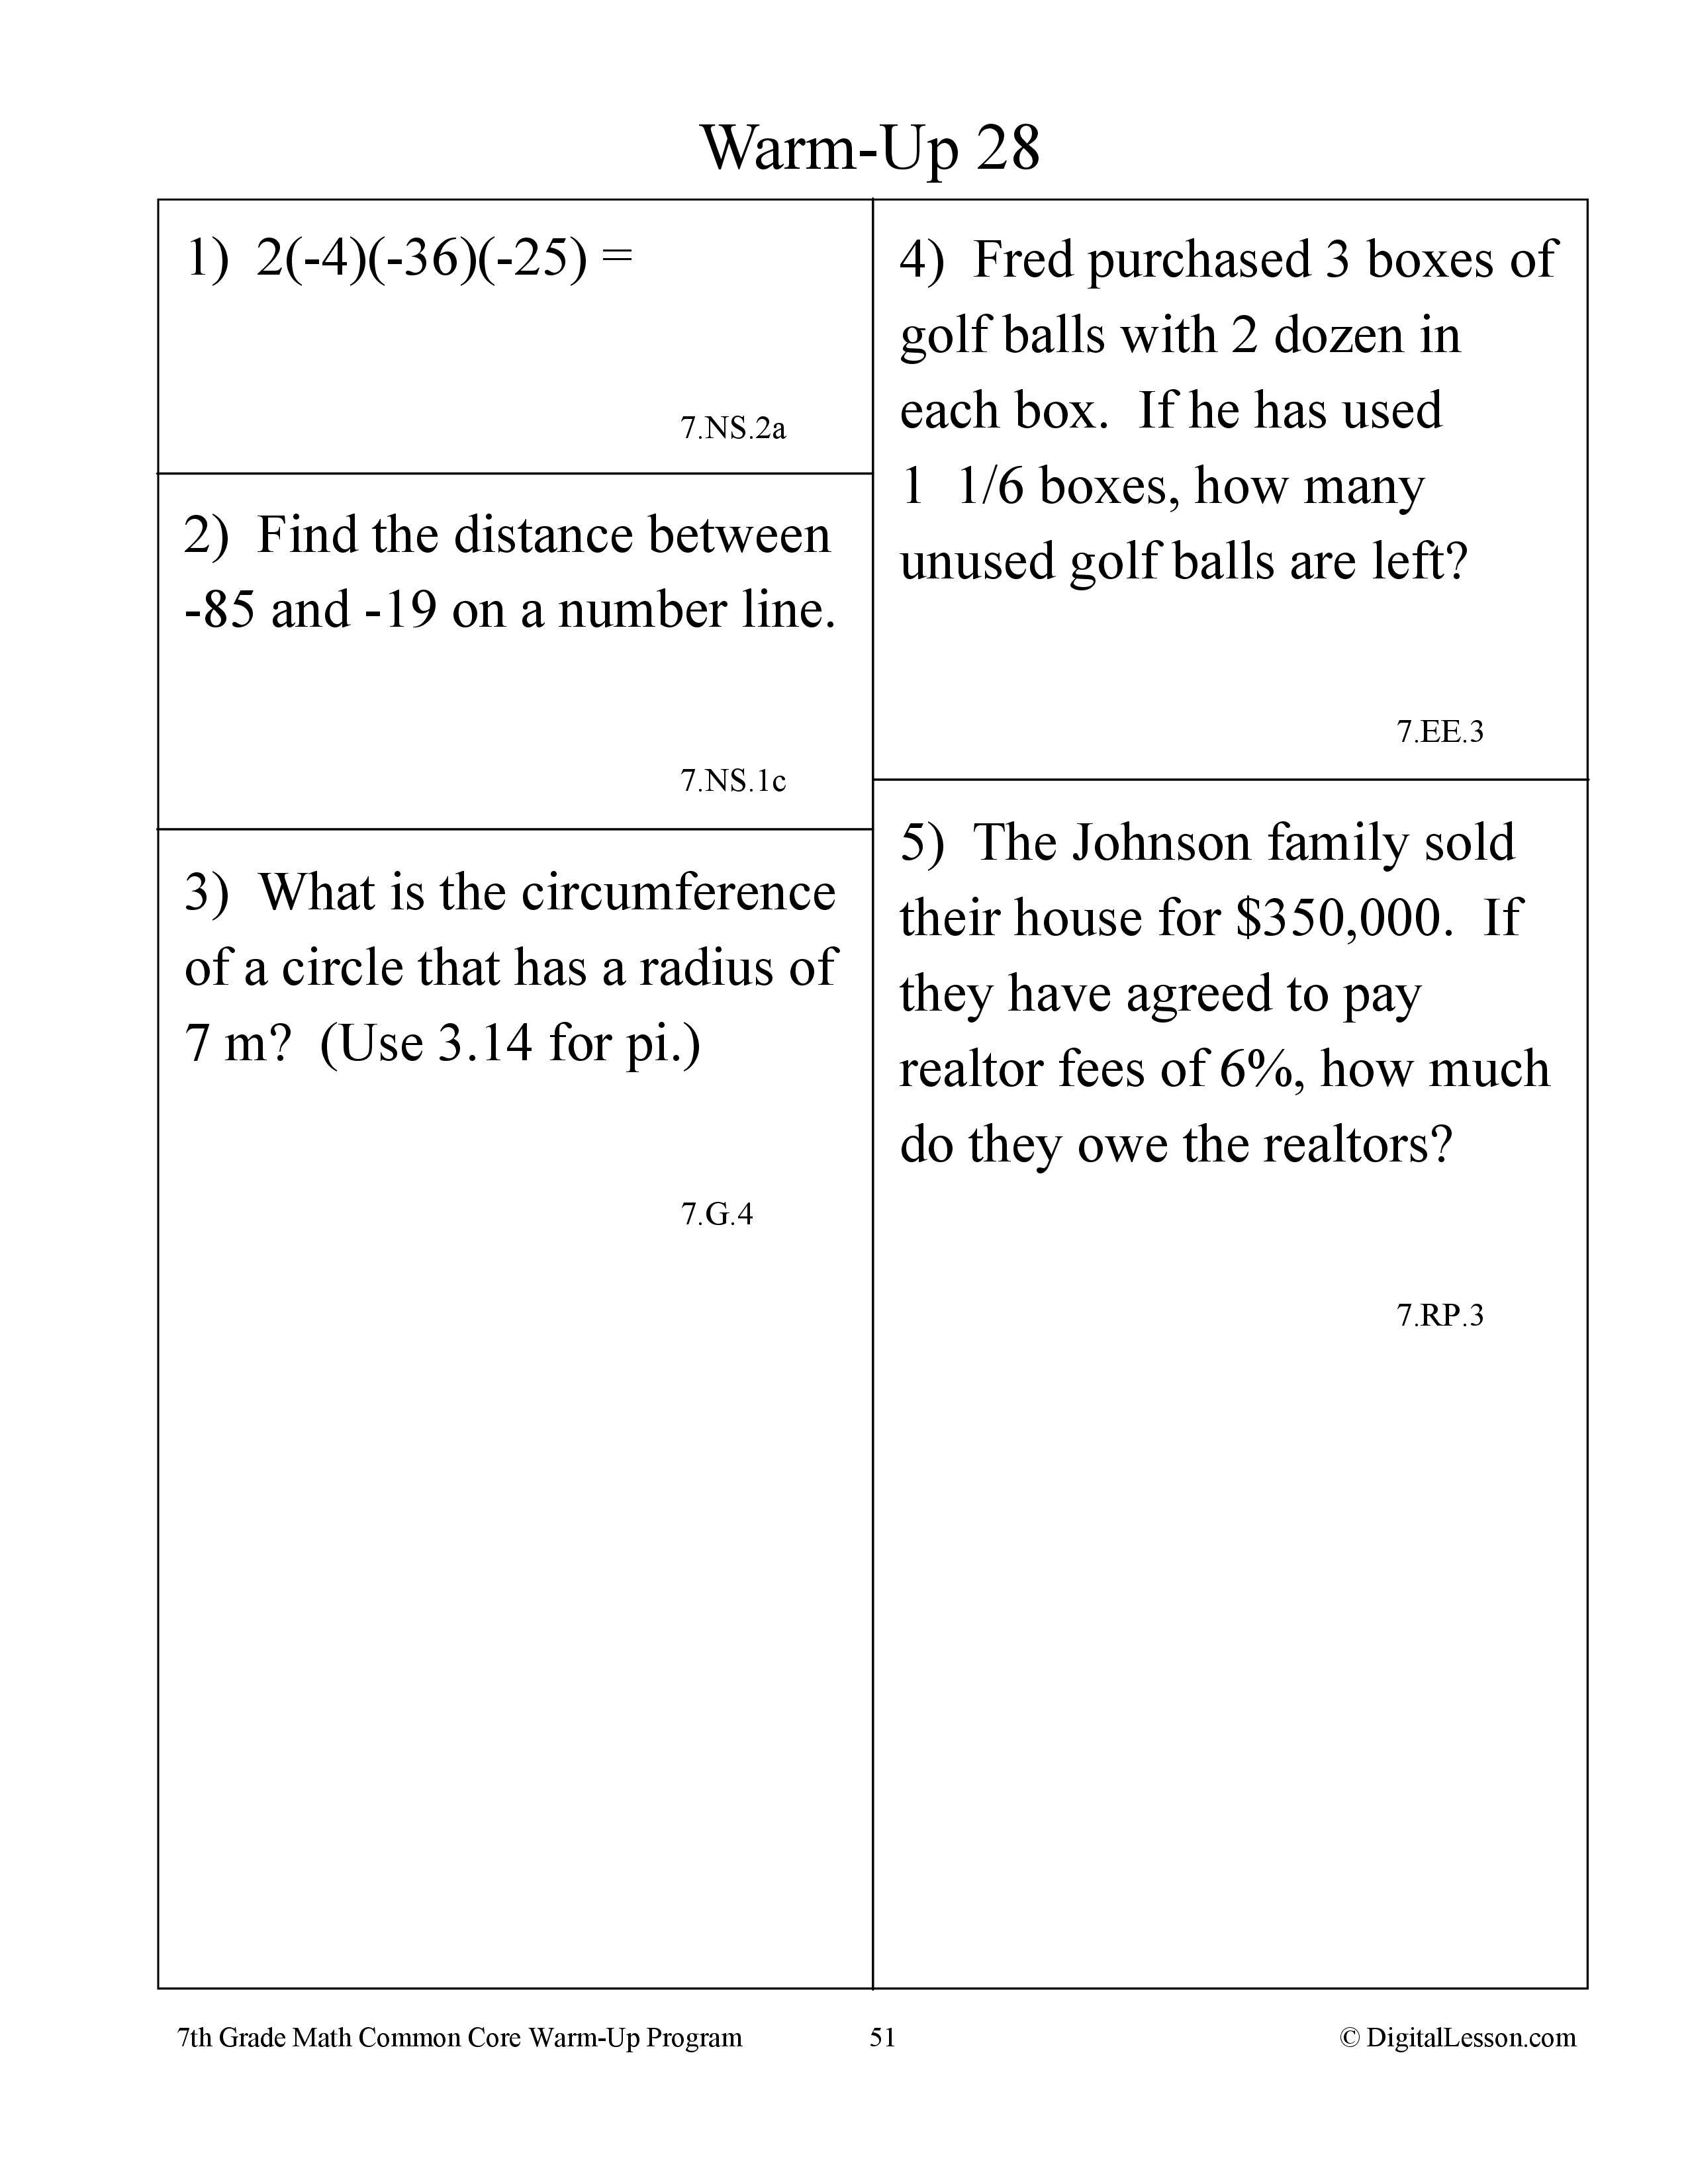 Warm-Up 28
1)  2(-4)(-36)(-25) =
7.NS.2a
2)  Find the distance between
-85 and -19 on a number line.
7.NS.1c
3)  What is the circumference
of a circle that has a radius of
7 m?  (Use 3.14 for pi.)
7.G.4
4)  Fred purchased 3 boxes of
golf balls with 2 dozen in
each box.  If he has used
1  1/6 boxes, how many
unused golf balls are left?
7.EE.3
5)  The Johnson family sold
their house for $350,000.  If
they have agreed to pay
realtor fees of 6%, how much
do they owe the realtors?
7.RP.3
7th Grade Math Common Core Warm-Up Program 51 © DigitalLesson.com